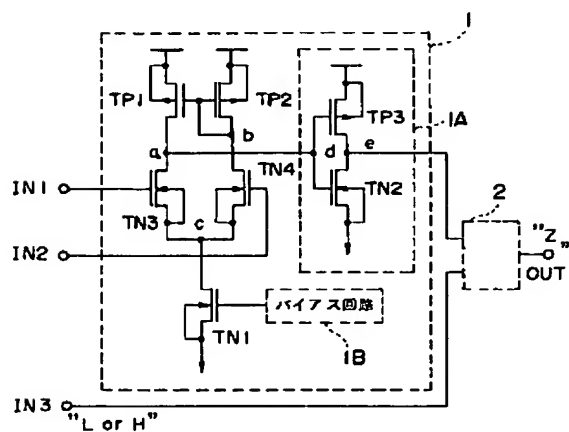 1
TP1
TP2
TP3
1A
b
a
d
e
TN4
IN1
TN3
TN2
2
c
"Z"
IN2
OUT
バイアス回路
TN1
1B
IN3
"L or H"